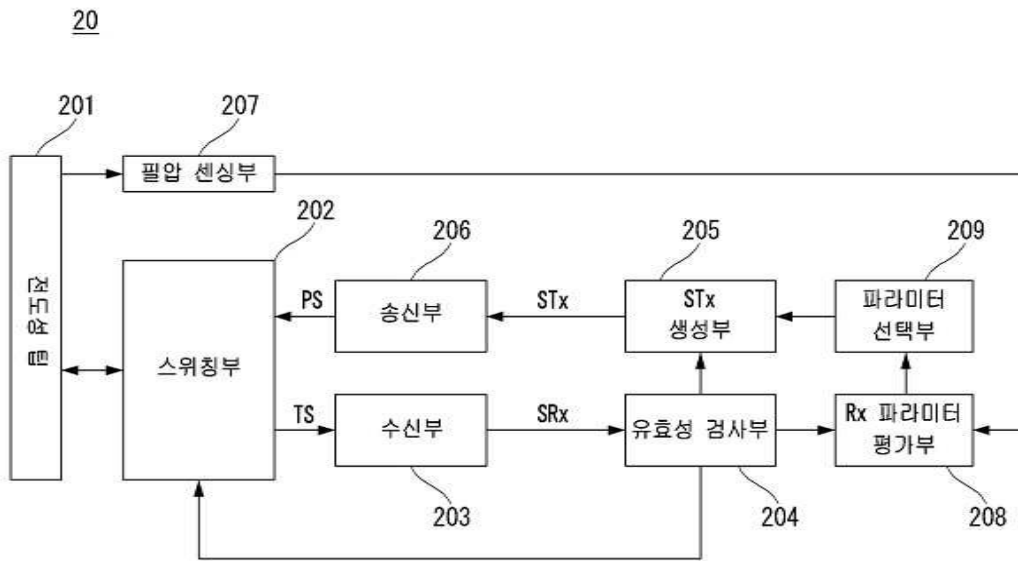 20
201
207
필압 센싱부
202
206
205
209
전도성 팁
스위칭부
PS
송신부
STx
STx
생성부
파라미터
선택부
TS
수신부
SRx
유효성 검사부
Rx 파라미터
평가부
203
204
208